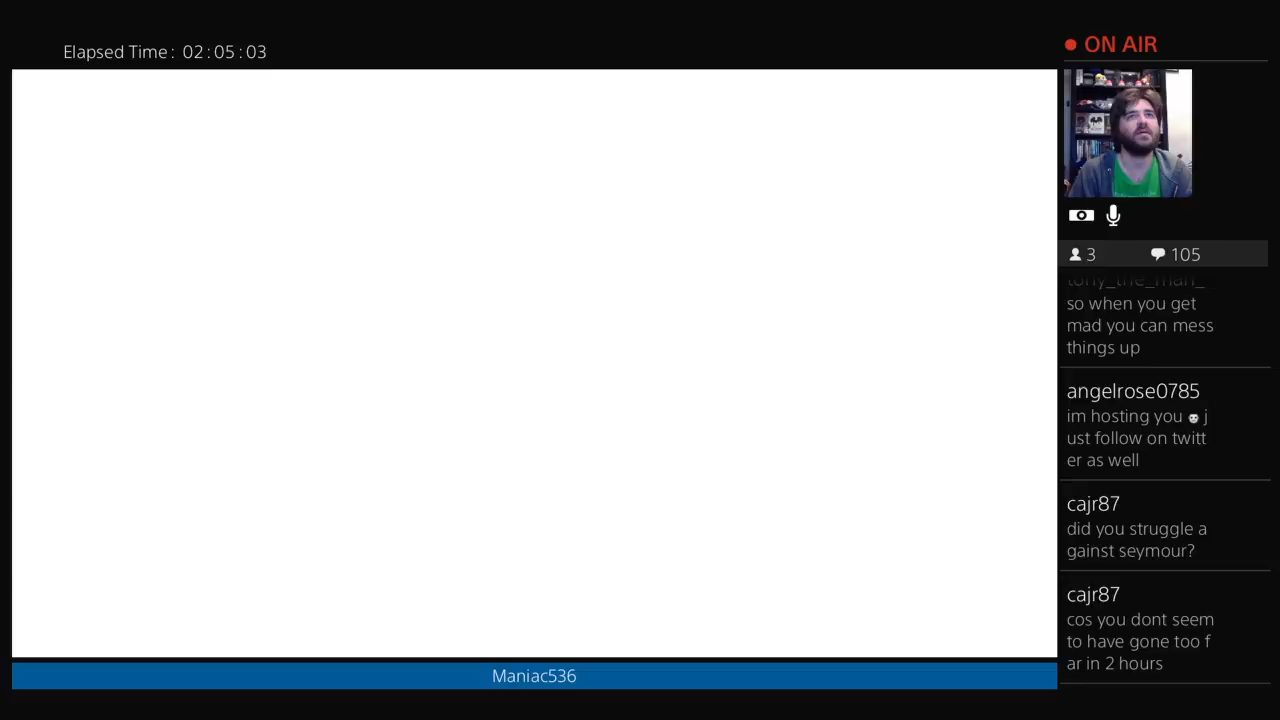 Elapsed Time: 02:05:03
ON AIR
3 105
tony_the_man_
so when you get
mad you can mess
things up
angelrose0785
im hosting you j
ust follow on twitt
er as well
cajr87
did you struggle a
gainst seymour?
cajr87
cos you dont seem
to have gone too f
ar in 2 hours
Maniac536